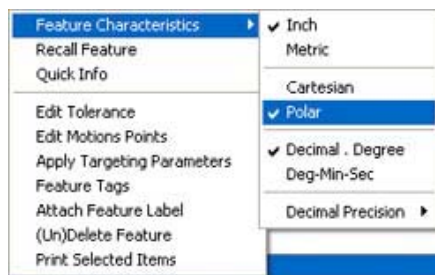 Feature Characteristics
Recall Feature
Quick Info
Edit Tolerance
Edit Motions Points
Apply Targeting Parameters
Feature Tags
Attach Feature Label
(Un)Delete Feature
Print Selected Items
Inch
Metric
Cartesian
Polar
Decimal . Degree
Deg-Min-Sec
Decimal Precision